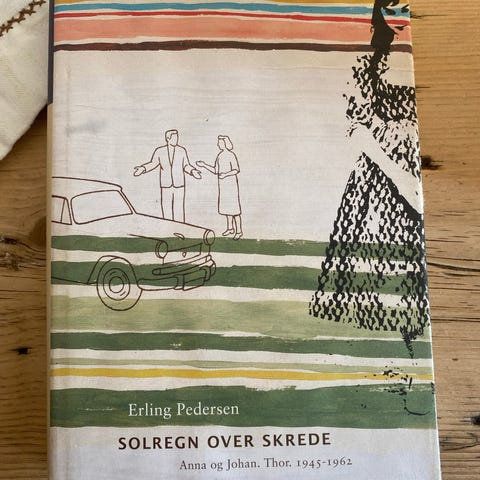 Erling Pedersen
SOLREGN OVER SKREDE
Anna og Johan. Thor. 1945-1962